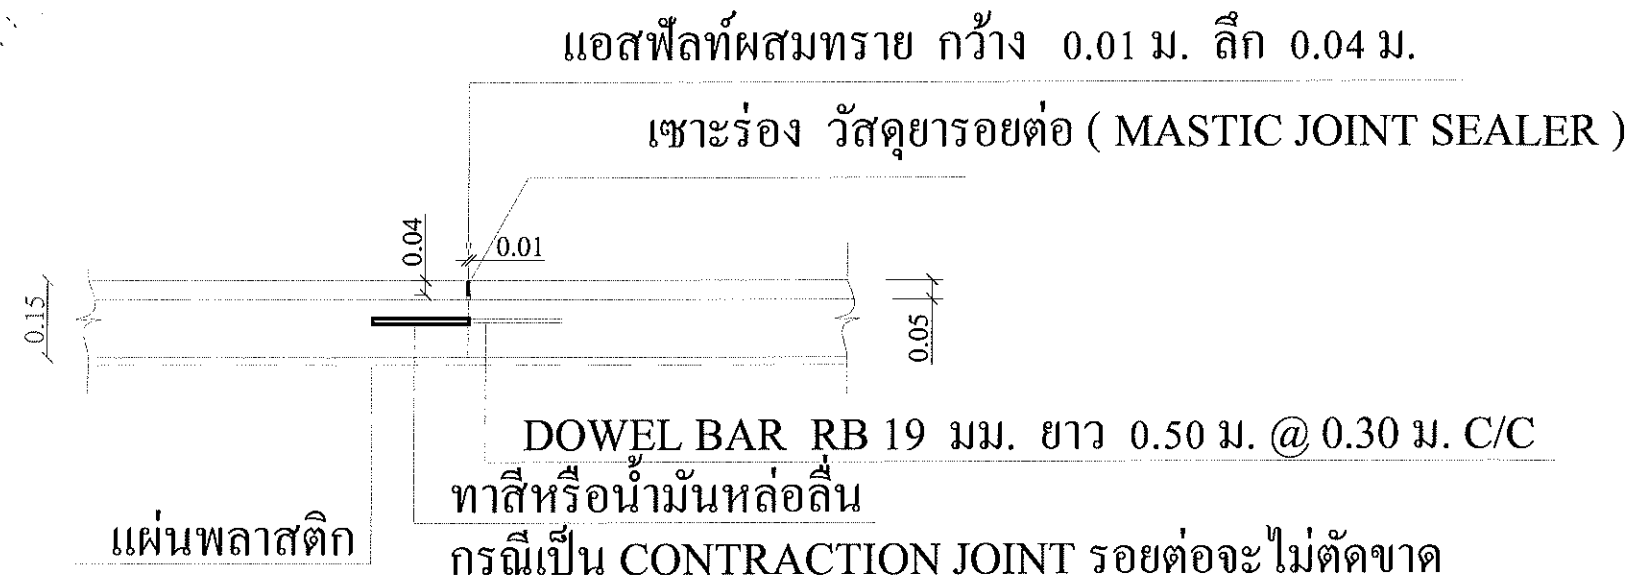 แอสฟัลท์ผสมทราย กว้าง 0.01 ม. ลึก 0.04 ม.
เซาะร่อง วัสดุยารอยต่อ ( MASTIC JOINT SEALER )
0.04
0.01
0.15
0.05
DOWEL BAR RB 19 มม. ยาว 0.50 ม. @ 0.30 ม. C/C
ทาสีหรือน้ำมันหล่อลื่น
แผ่นพลาสติก
กรณีเป็น CONTRACTION JOINT รอยต่อจะไม่ตัดขาด